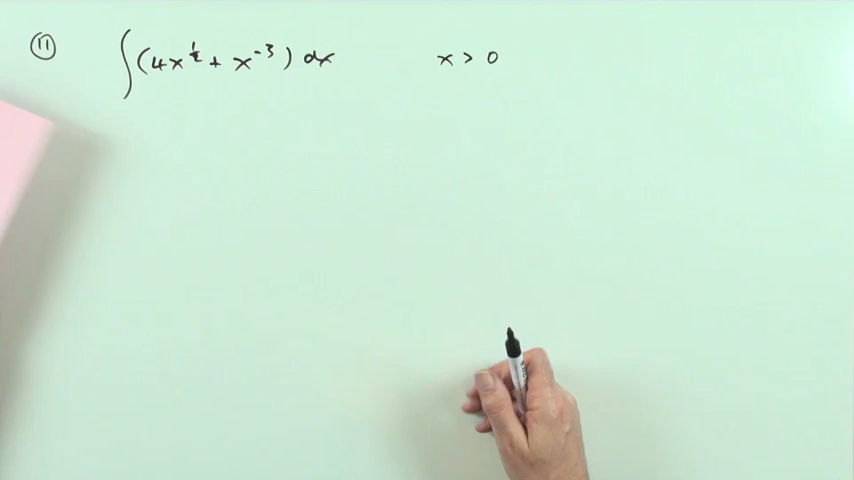 ⑪ ∫(4x^½ + x^-3) dx x > 0